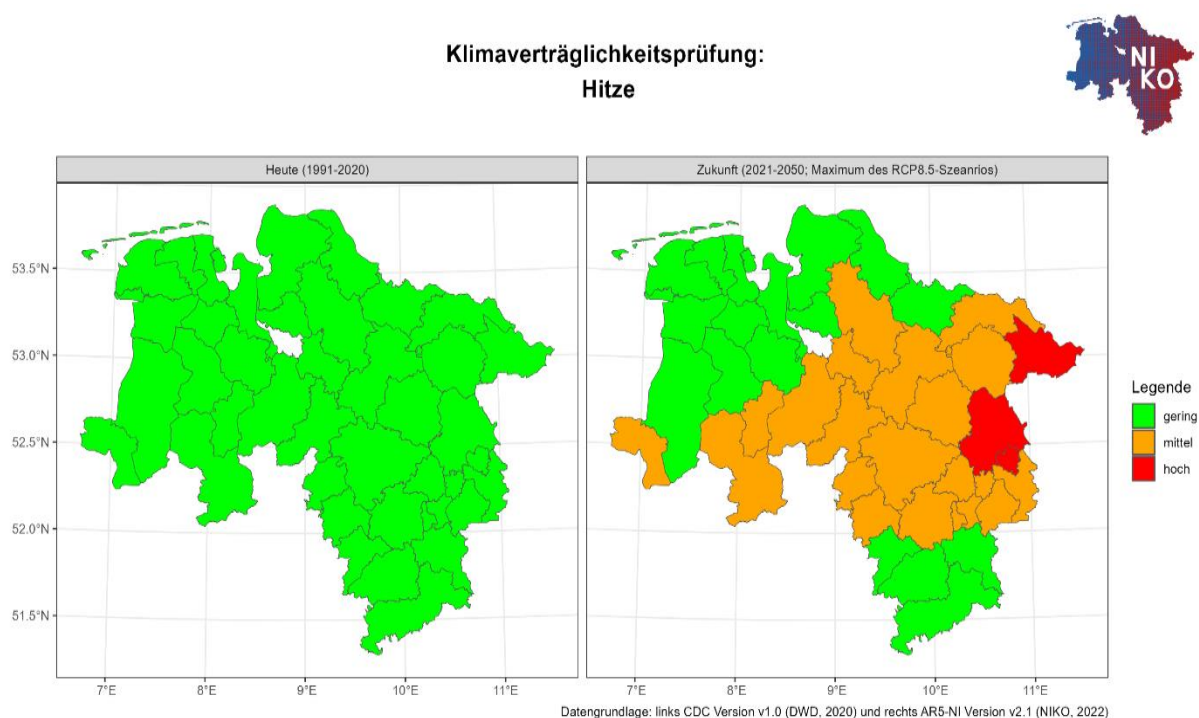 Klimaverträglichkeitsprüfung:
Hitze
NI
KO
Heute (1991-2020)
Zukunft (2021-2050; Maximum des RCP8.5-Szeanrios)
53.5°N
53.0°N
52.5°N
52.0°N
51.5°N
7°E
8°E
9°E
10°E
11°E
7°E
8°E
9°E
10°E
11°E
Legende
gering
mittel
hoch
Datengrundlage: links CDC Version v1.0 (DWD, 2020) und rechts AR5-NI Version v2.1 (NIKO, 2022)